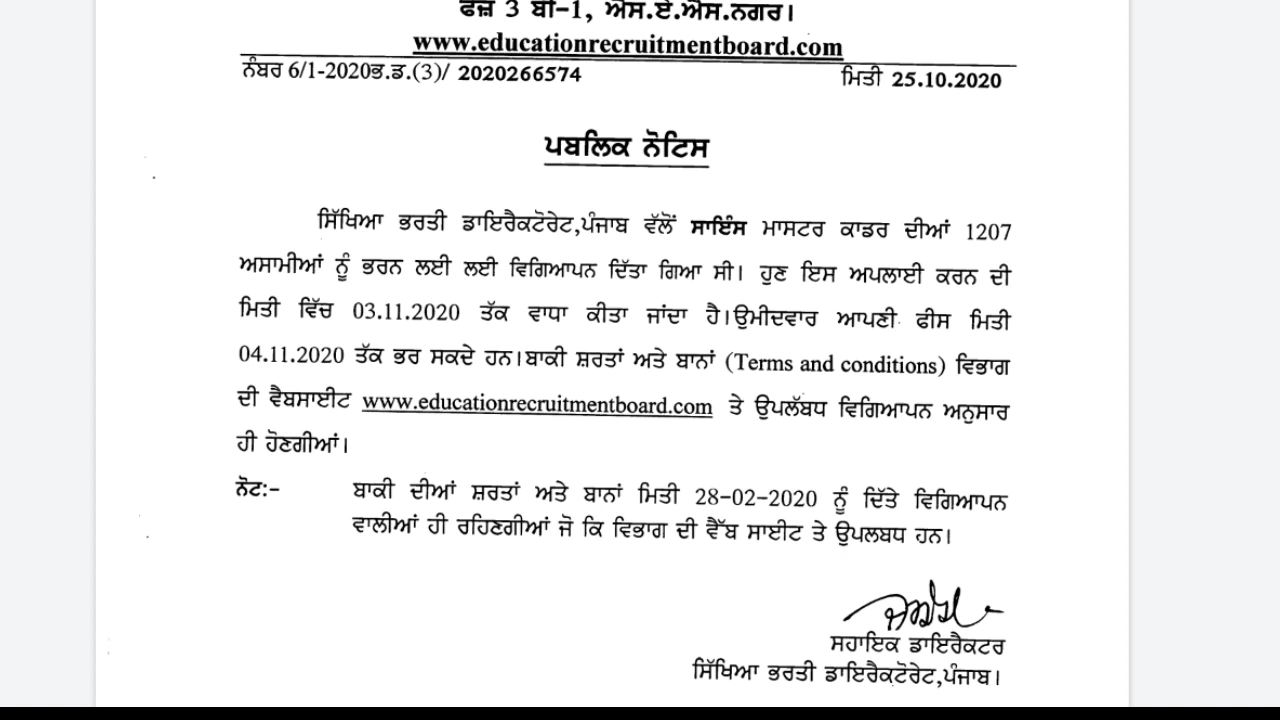 ਫੇਜ਼ 3 ਬੀ-1, ਐਸ.ਏ.ਐਸ.ਨਗਰ।
www.educationrecruitmentboard.com
ਨੰਬਰ 6/1-2020ਭ.ਡ.(3)/ 2020266574 ਮਿਤੀ 25.10.2020
ਪਬਲਿਕ ਨੋਟਿਸ
ਸਿੱਖਿਆ ਭਰਤੀ ਡਾਇਰੈਕਟੋਰੇਟ,ਪੰਜਾਬ ਵੱਲੋਂ ਸਾਇੰਸ ਮਾਸਟਰ ਕਾਡਰ ਦੀਆਂ 1207
ਅਸਾਮੀਆਂ ਨੂੰ ਭਰਨ ਲਈ ਲਈ ਵਿਗਿਆਪਨ ਦਿੱਤਾ ਗਿਆ ਸੀ। ਹੁਣ ਇਸ ਅਪਲਾਈ ਕਰਨ ਦੀ
ਮਿਤੀ ਵਿੱਚ 03.11.2020 ਤੱਕ ਵਾਧਾ ਕੀਤਾ ਜਾਂਦਾ ਹੈ।ਉਮੀਦਵਾਰ ਆਪਣੀ ਫੀਸ ਮਿਤੀ
04.11.2020 ਤੱਕ ਭਰ ਸਕਦੇ ਹਨ।ਬਾਕੀ ਸ਼ਰਤਾਂ ਅਤੇ ਬਾਨਾਂ (Terms and conditions) ਵਿਭਾਗ
ਦੀ ਵੈਬਸਾਈਟ www.educationrecruitmentboard.com ਤੇ ਉਪਲੱਬਧ ਵਿਗਿਆਪਨ ਅਨੁਸਾਰ
ਹੀ ਹੋਣਗੀਆਂ।
ਨੋਟ:- ਬਾਕੀ ਦੀਆਂ ਸ਼ਰਤਾਂ ਅਤੇ ਬਾਨਾਂ ਮਿਤੀ 28-02-2020 ਨੂੰ ਦਿੱਤੇ ਵਿਗਿਆਪਨ
ਵਾਲੀਆਂ ਹੀ ਰਹਿਣਗੀਆਂ ਜੋ ਕਿ ਵਿਭਾਗ ਦੀ ਵੈੱਬ ਸਾਈਟ ਤੇ ਉਪਲਬਧ ਹਨ।
ਸਹਾਇਕ ਡਾਇਰੈਕਟਰ
ਸਿੱਖਿਆ ਭਰਤੀ ਡਾਇਰੈਕਟੋਰੇਟ,ਪੰਜਾਬ।